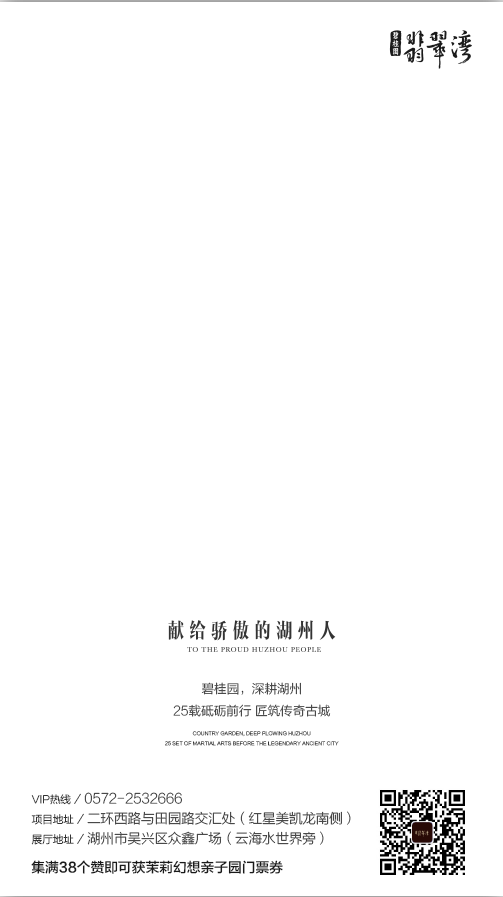 碧桂园 翡翠湾
献给骄傲的湖州人
TO THE PROUD HUZHOU PEOPLE
碧桂园，深耕湖州
25载砥砺前行 匠筑传奇古城
COUNTRY GARDEN, DEEP PLOWING HUZHOU
25 SET OF MARTIAL ARTS BEFORE THE LEGENDARY ANCIENT CITY
VIP热线 / 0572-2532666
项目地址 / 二环西路与田园路交汇处（红星美凯龙南侧）
展厅地址 / 湖州市吴兴区众鑫广场（云海水世界旁）
集满38个赞即可获茉莉幻想亲子园门票券